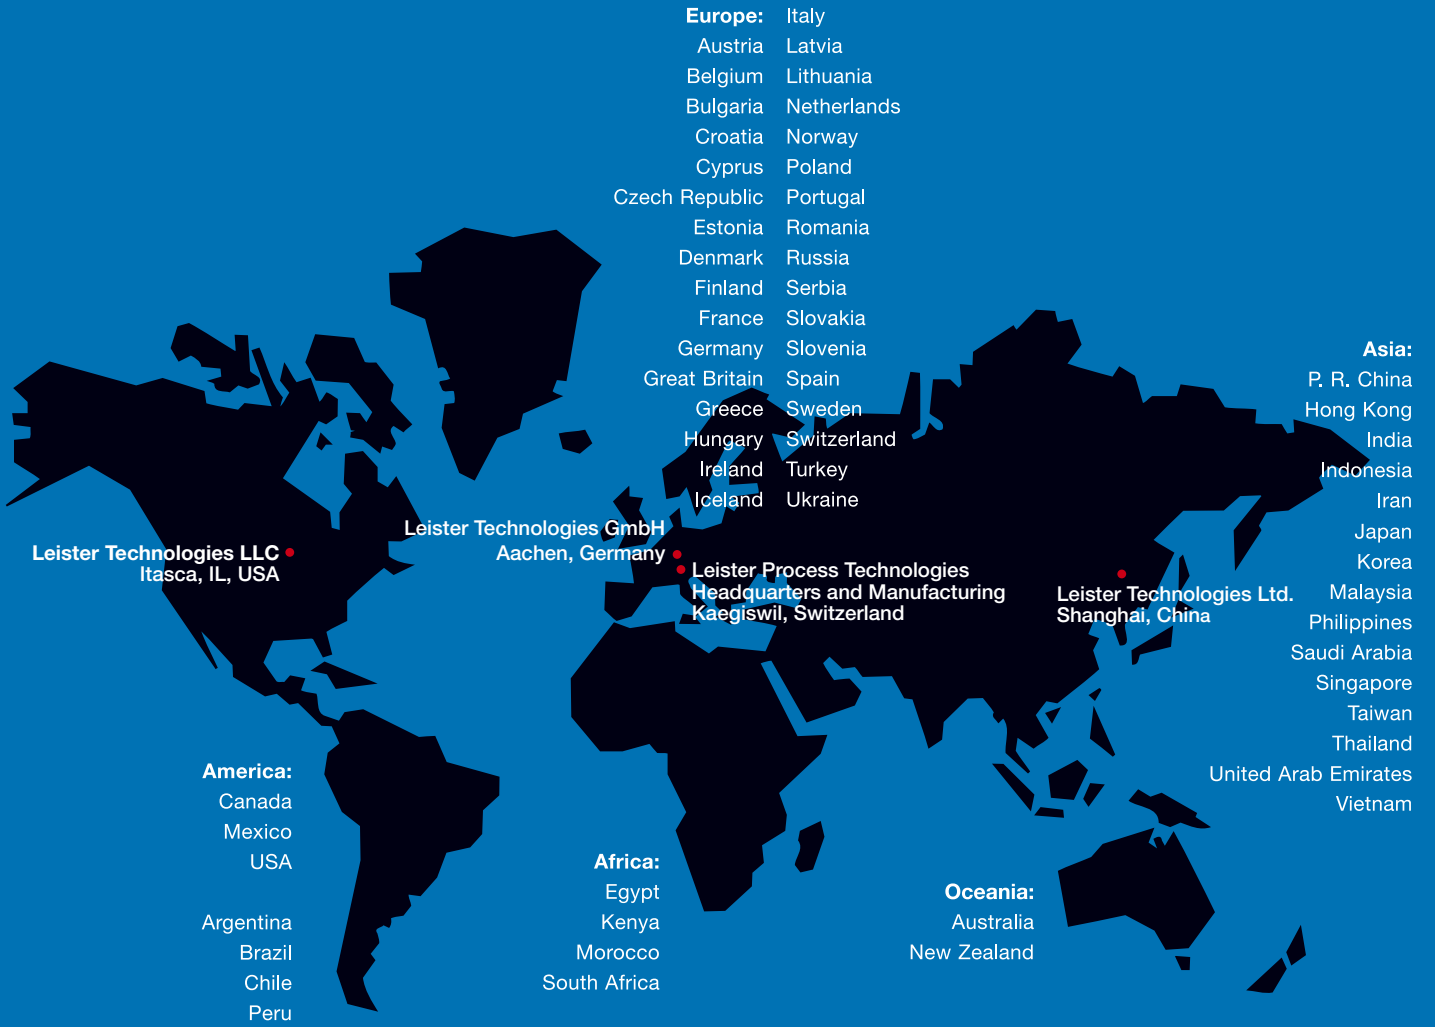 Europe:
Austria
Belgium
Bulgaria
Croatia
Cyprus
Czech Republic
Estonia
Denmark
Finland
France
Germany
Great Britain
Greece
Hungary
Ireland
Iceland
Italy
Latvia
Lithuania
Netherlands
Norway
Poland
Portugal
Romania
Russia
Serbia
Slovakia
Slovenia
Spain
Sweden
Switzerland
Turkey
Ukraine
Leister Technologies LLC
Itasca, IL, USA
Leister Technologies GmbH
Aachen, Germany
Leister Process Technologies
Headquarters and Manufacturing
Kaegiswil, Switzerland
Leister Technologies Ltd.
Shanghai, China
Asia:
P. R. China
Hong Kong
India
Indonesia
Iran
Japan
Korea
Malaysia
Philippines
Saudi Arabia
Singapore
Taiwan
Thailand
United Arab Emirates
Vietnam
America:
Canada
Mexico
USA
Argentina
Brazil
Chile
Peru
Africa:
Egypt
Kenya
Morocco
South Africa
Oceania:
Australia
New Zealand